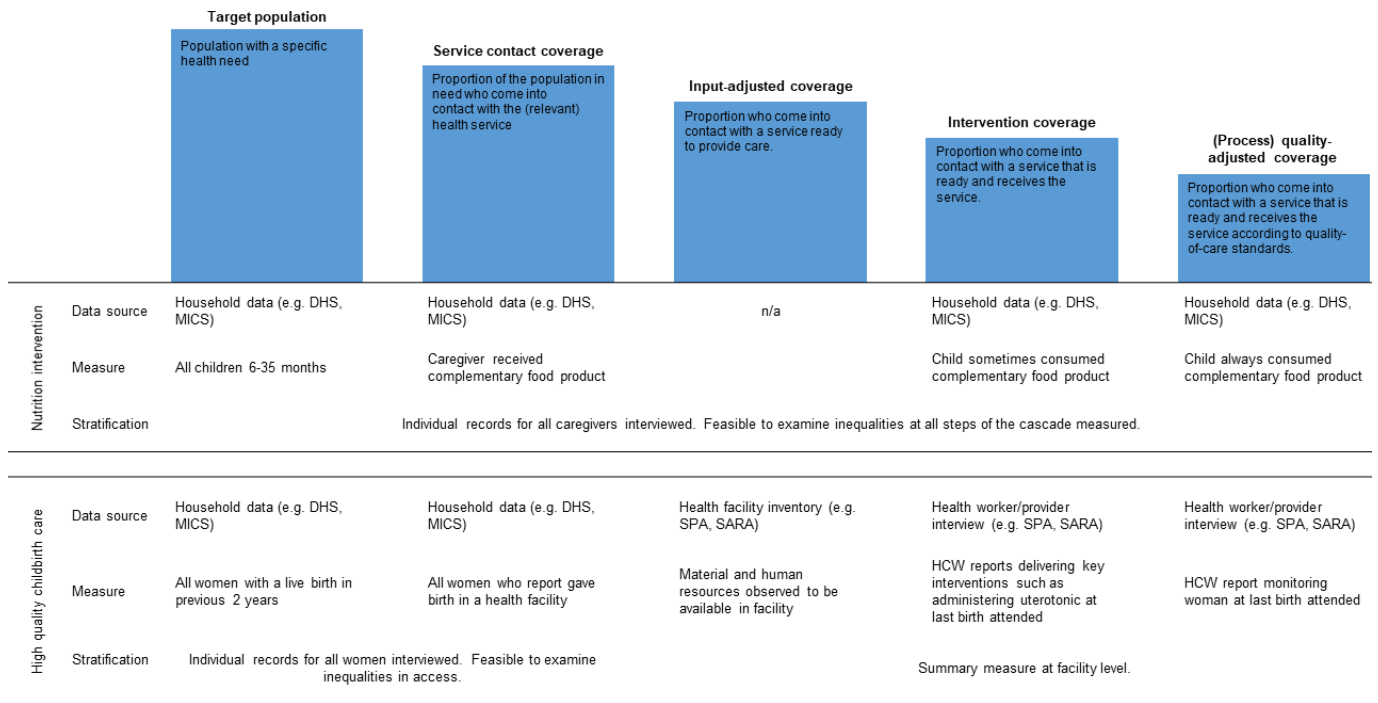 Target population
Population with a specific
health need
Service contact coverage
Proportion of the population in
need who come into
contact with the (relevant)
health service
Input-adjusted coverage
Proportion who come into
contact with a service ready
to provide care.
Intervention coverage
Proportion who come into
contact with a service that is
ready and receives the
service.
(Process) quality-
adjusted coverage
Proportion who come into
contact with a service that is
ready and receives the
service according to quality-
of-care standards.
Nutrition intervention
Data source
Household data (e.g. DHS,
MICS)
Household data (e.g. DHS,
MICS)
n/a
Household data (e.g. DHS,
MICS)
Household data (e.g. DHS,
MICS)
Measure
All children 6-35 months
Caregiver received
complementary food product
Child sometimes consumed
complementary food product
Child always consumed
complementary food product
Stratification
Individual records for all caregivers interviewed. Feasible to examine inequalities at all steps of the cascade measured.
High quality childbirth care
Data source
Household data (e.g. DHS,
MICS)
Household data (e.g. DHS,
MICS)
Health facility inventory (e.g.
SPA, SARA)
Health worker/provider
interview (e.g. SPA, SARA)
Health worker/provider
interview (e.g. SPA, SARA)
Measure
All women with a live birth in
previous 2 years
All women who report gave
birth in a health facility
Material and human
resources observed to be
available in facility
HCW reports delivering key
interventions such as
administering uterotonic at
last birth attended
HCW report monitoring
woman at last birth attended
Stratification
Individual records for all women interviewed. Feasible to examine
inequalities in access.
Summary measure at facility level.